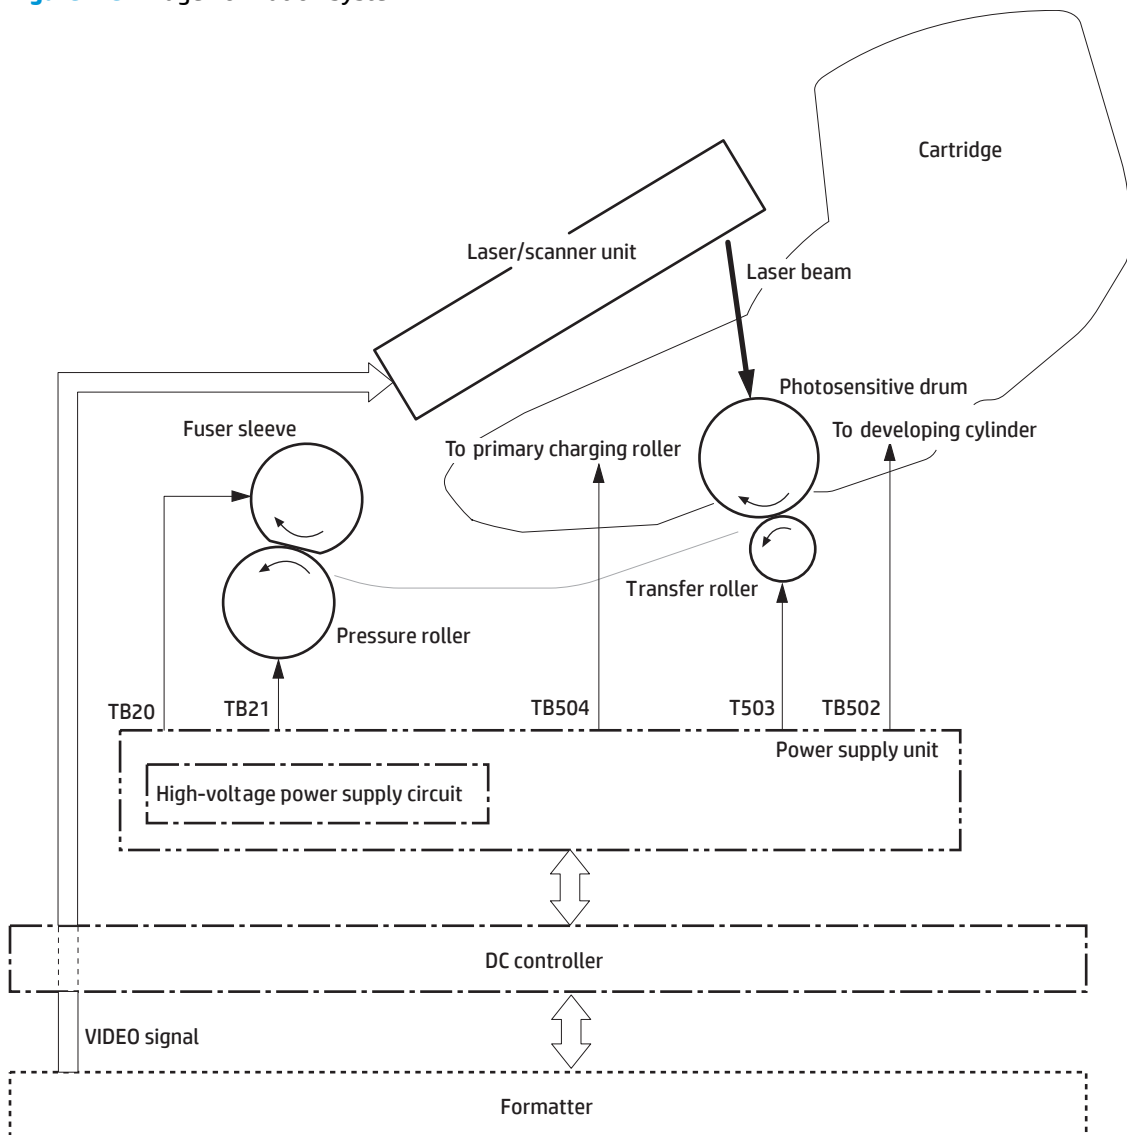 Cartridge
Laser/scanner unit
Laser beam
Photosensitive drum
Fuser sleeve
To developing cylinder
To primary charging roller
Transfer roller
Pressure roller
TB20
TB21
TB504
T503
TB502
Power supply unit
High-voltage power supply circuit
DC controller
VIDEO signal
Formatter